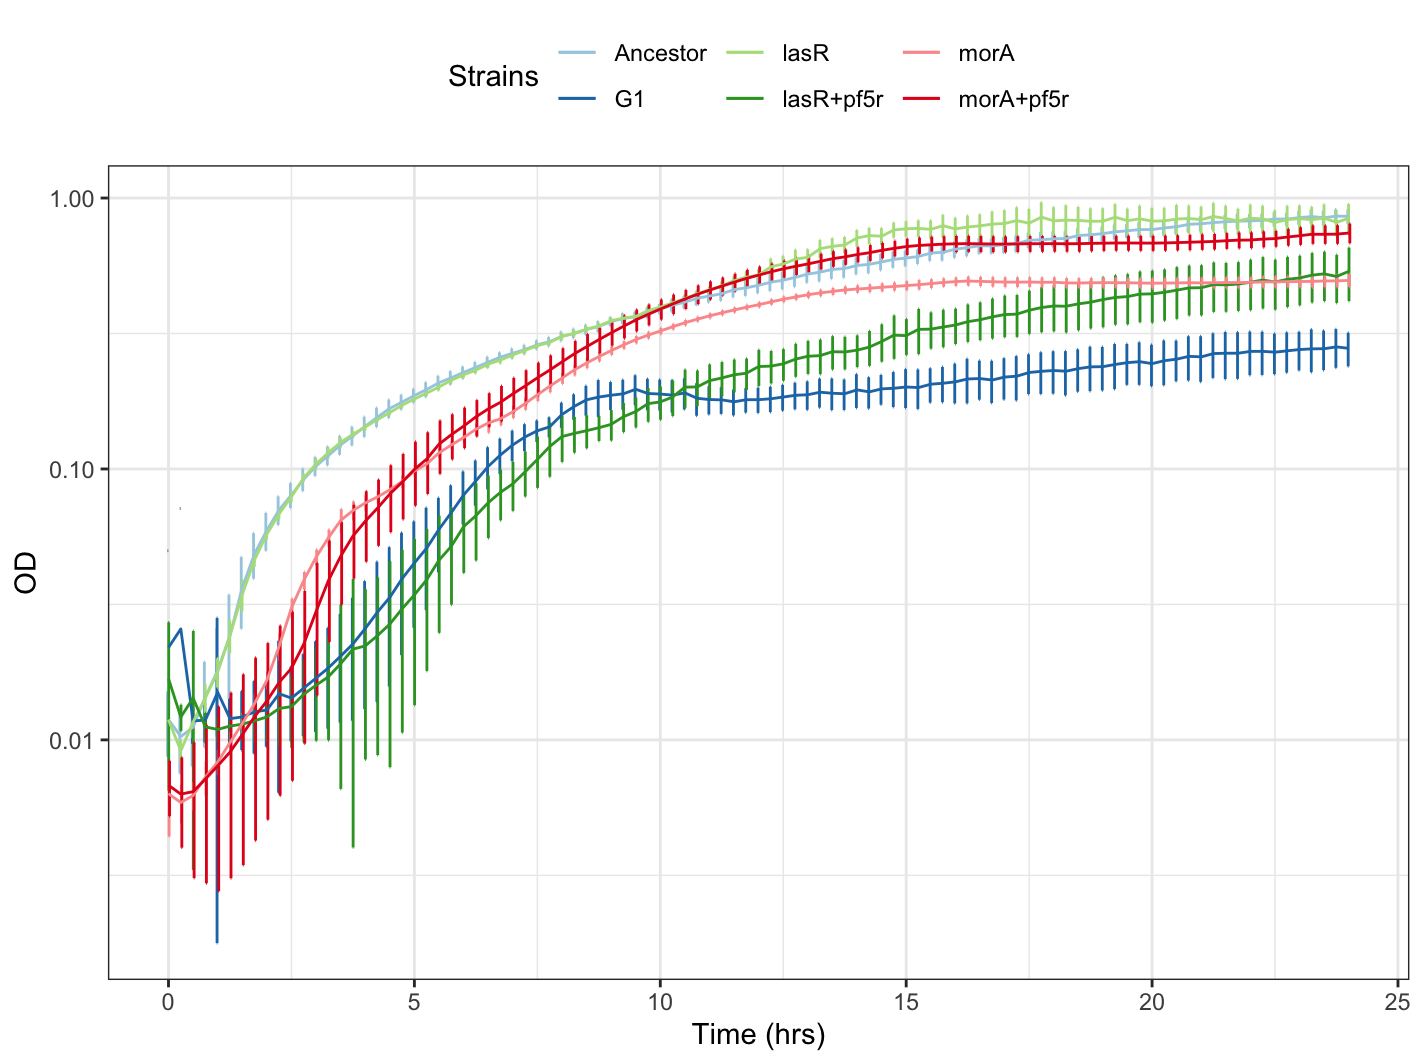 Strains
Ancestor lasR morA
G1 lasR+pf5r morA+pf5r
1.00
0.10
0.01
OD
0 5 10 15 20 25
Time (hrs)